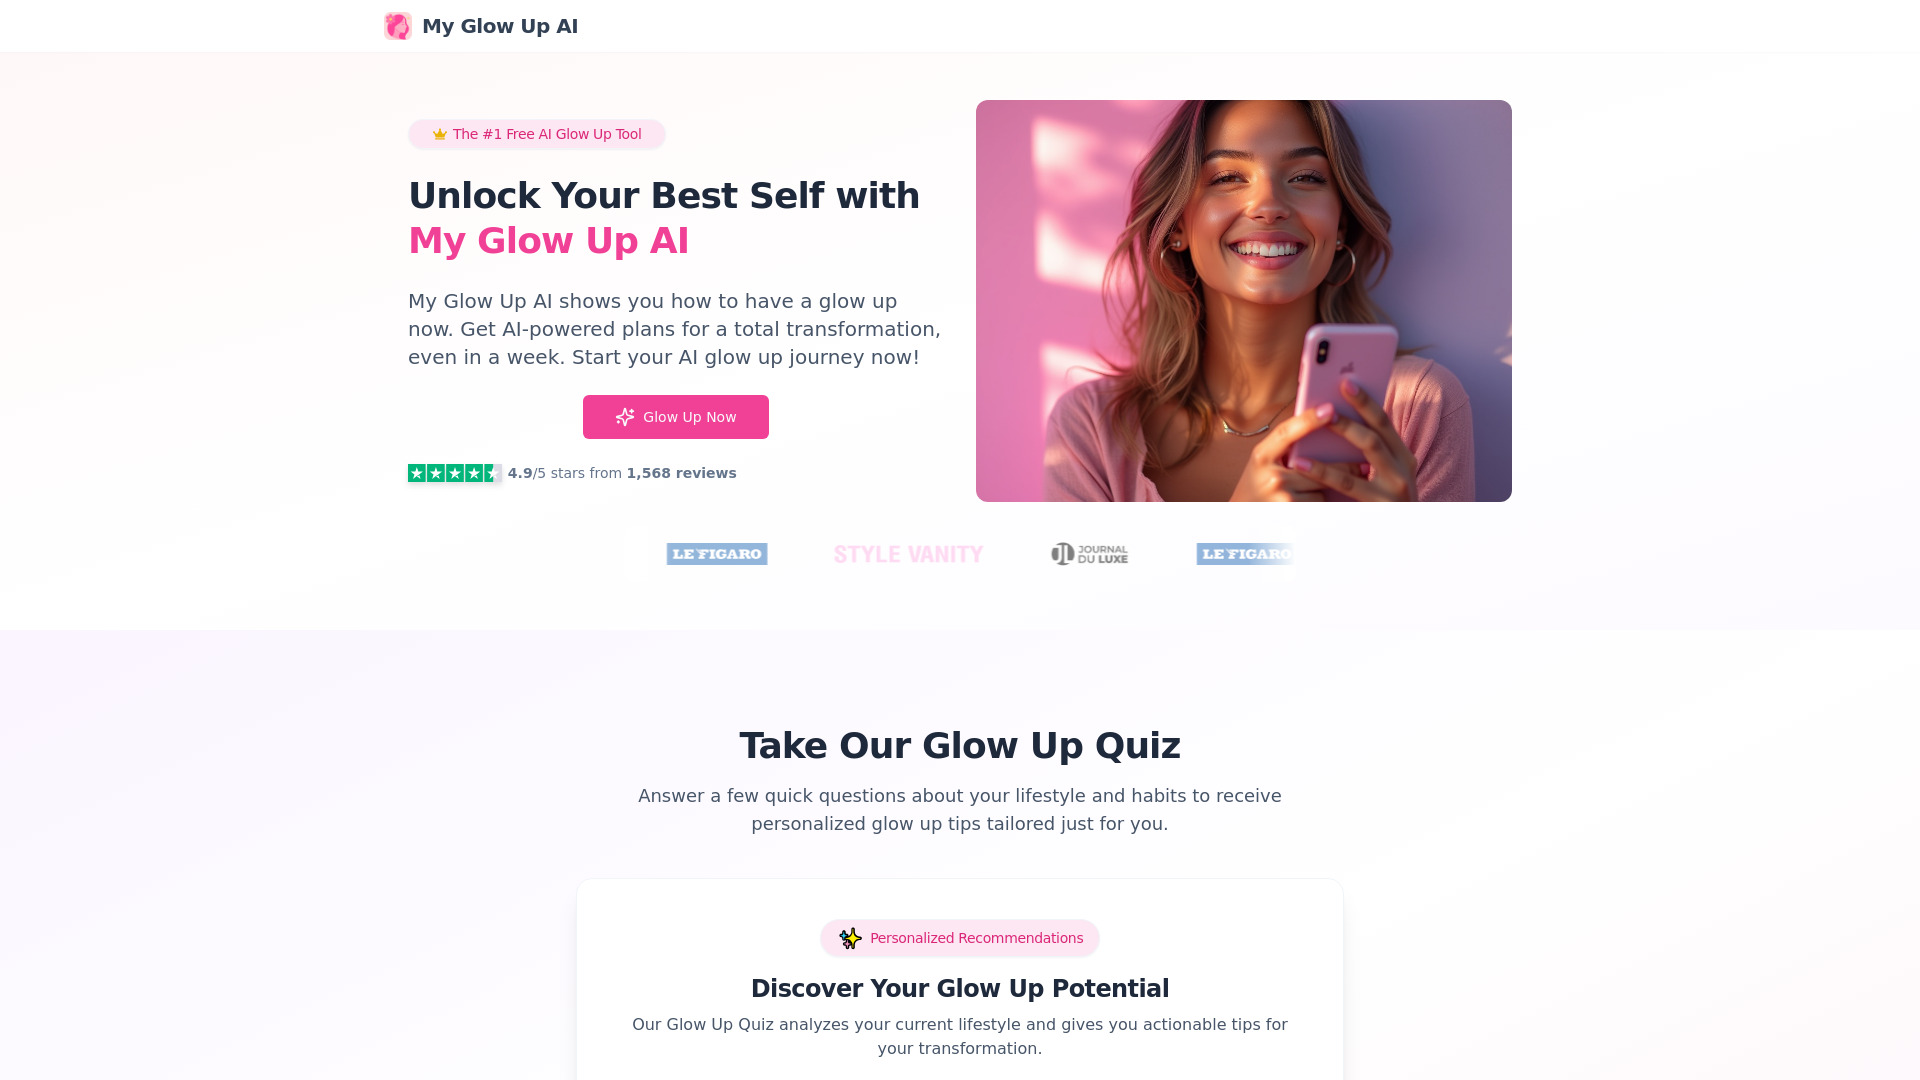 My Glow Up AI
The #1 Free AI Glow Up Tool
Unlock Your Best Self with
My Glow Up AI
My Glow Up AI shows you how to have a glow up
now. Get AI-powered plans for a total transformation,
even in a week. Start your AI glow up journey now!
Glow Up Now
4.9/5 stars from 1,568 reviews
LE FIGARO
STYLE VANITY
JOURNAL
DU LUXE
LE FIGARO
Take Our Glow Up Quiz
Answer a few quick questions about your lifestyle and habits to receive
personalized glow up tips tailored just for you.
Personalized Recommendations
Discover Your Glow Up Potential
Our Glow Up Quiz analyzes your current lifestyle and gives you actionable tips for
your transformation.